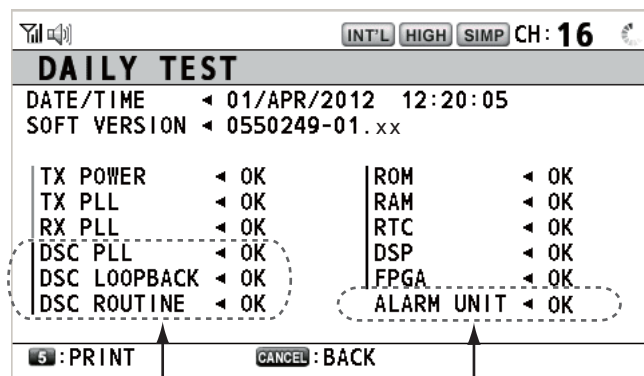 INT'L HIGH SIMP CH: 16
DAILY TEST
DATE/TIME ◄ 01/APR/2012 12:20:05
SOFT VERSION ◄ 0550249-01.xx
TX POWER ◄ OK
TX PLL ◄ OK
RX PLL ◄ OK
DSC PLL ◄ OK
DSC LOOPBACK ◄ OK
DSC ROUTINE ◄ OK
ROM ◄ OK
RAM ◄ OK
RTC ◄ OK
DSP ◄ OK
FPGA ◄ OK
ALARM UNIT ◄ OK
5 : PRINT CANCEL : BACK